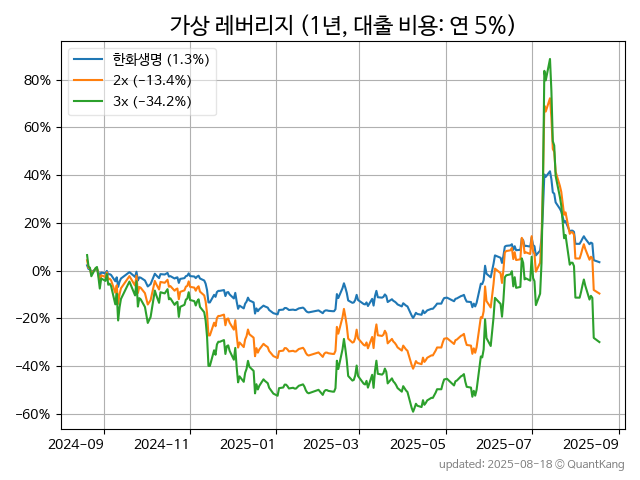 가상 레버리지 (1년, 대출 비용: 연 5%)
한화생명 (1.3%)
2x (−13.4%)
3x (−34.2%)
80%
60%
40%
20%
0%
−20%
−40%
−60%
2024-09 2024-11 2025-01 2025-03 2025-05 2025-07 2025-09
updated: 2025-08-18 © QuantKang